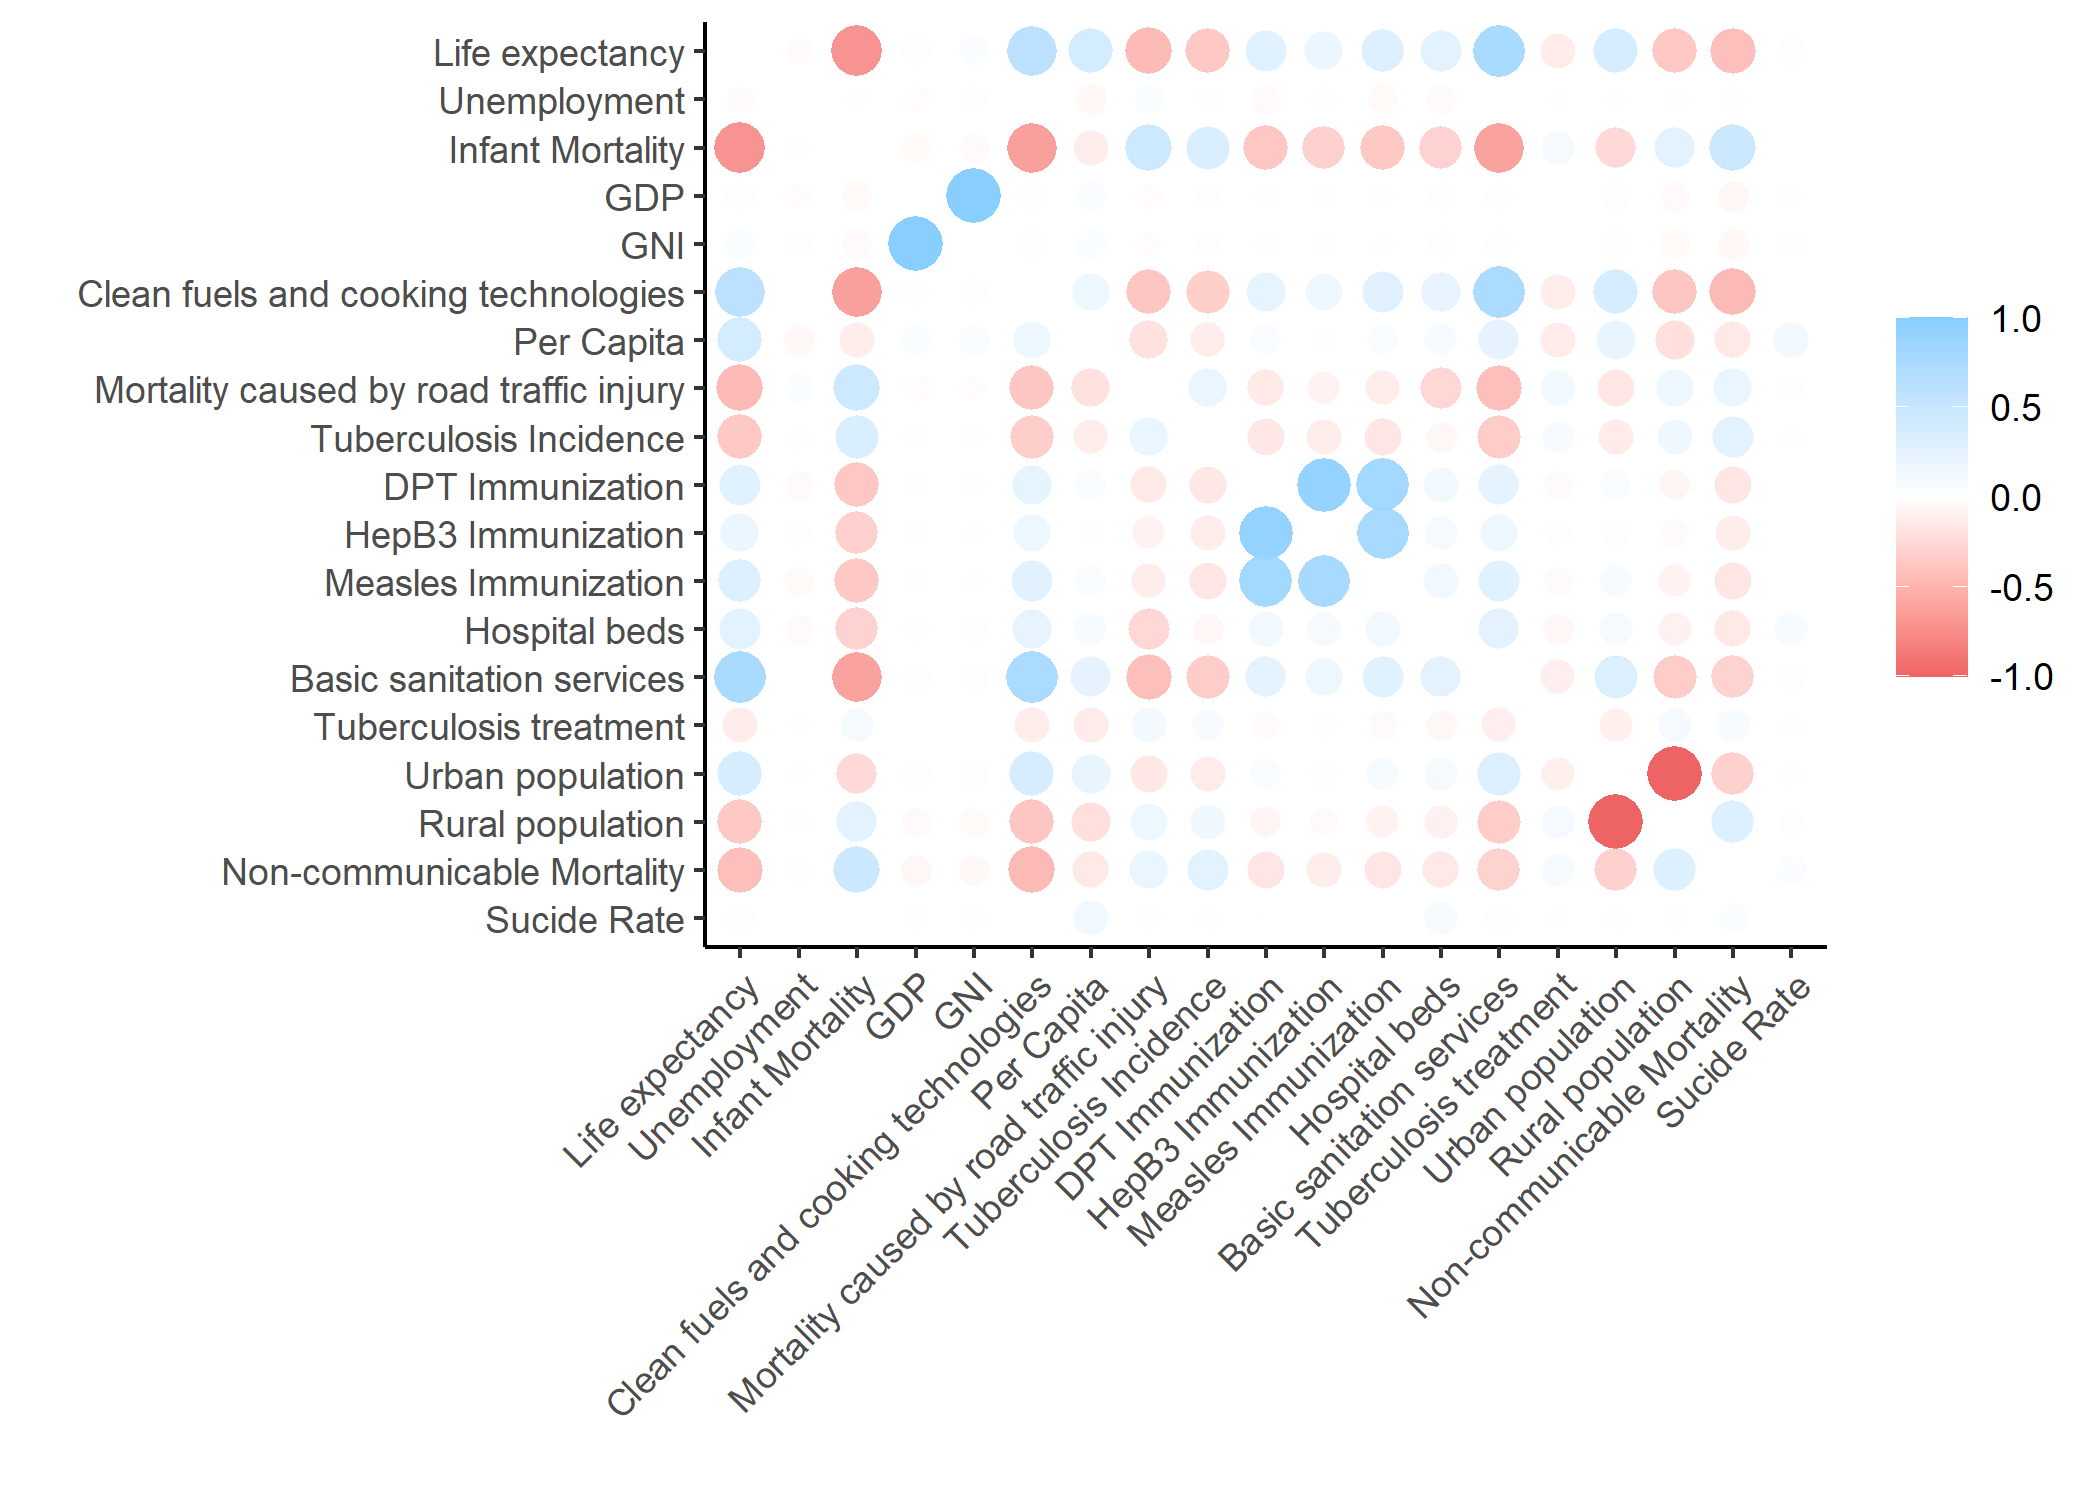 Life expectancy
Unemployment
Infant Mortality
GDP
GNI
Clean fuels and cooking technologies
Per Capita
Mortality caused by road traffic injury
Tuberculosis Incidence
DPT Immunization
HepB3 Immunization
Measles Immunization
Hospital beds
Basic sanitation services
Tuberculosis treatment
Urban population
Rural population
Non-communicable Mortality
Sucide Rate
1.0
0.5
0.0
-0.5
-1.0
Life expectancy
Unemployment
Infant Mortality
GDP
GNI
Clean fuels and cooking technologies
Per Capita
Mortality caused by road traffic injury
Tuberculosis Incidence
DPT Immunization
HepB3 Immunization
Measles Immunization
Hospital beds
Basic sanitation services
Tuberculosis treatment
Urban population
Rural population
Non-communicable Mortality
Sucide Rate